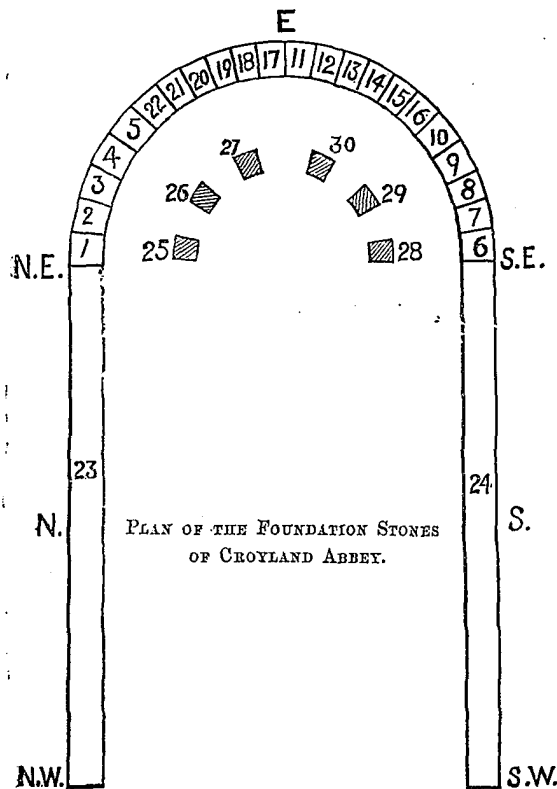 E
1 2 3 4 5 22 21 20 19 18 17 11 12 13 14 15 16 10 9 8 7 6
27 30
26 29
25 28
N.E. S.E.
23 24
N. S.
PLAN OF THE FOUNDATION STONES
OF CROYLAND ABBEY.
N.W. S.W.